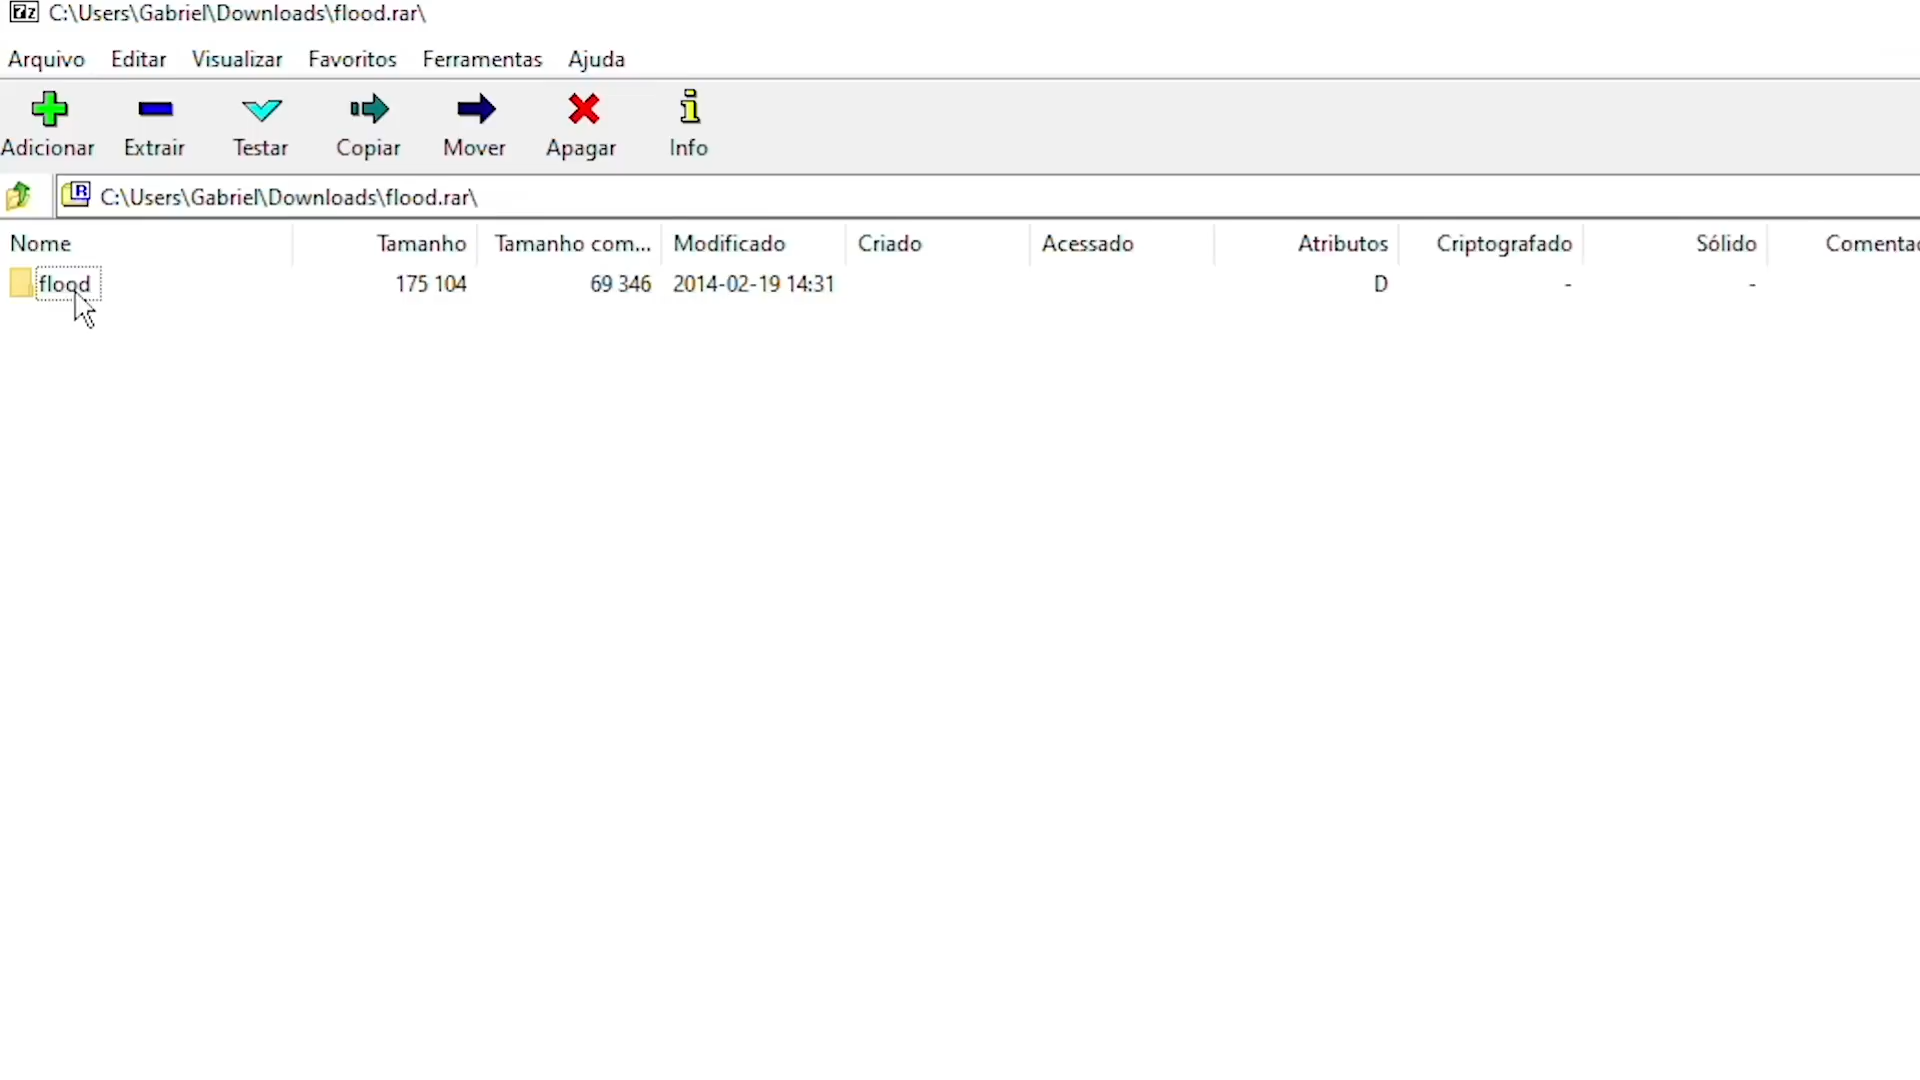 7z C:\Users\Gabriel\Downloads\flood.rar\
Arquivo Editar Visualizar Favoritos Ferramentas Ajuda
Adicionar Extrair Testar Copiar Mover Apagar Info
C:\Users\Gabriel\Downloads\flood.rar\
Nome Tamanho Tamanho com... Modificado Criado Acessado Atributos Criptografado Sólido Comentac
flood 175 104 69 346 2014-02-19 14:31 D - -